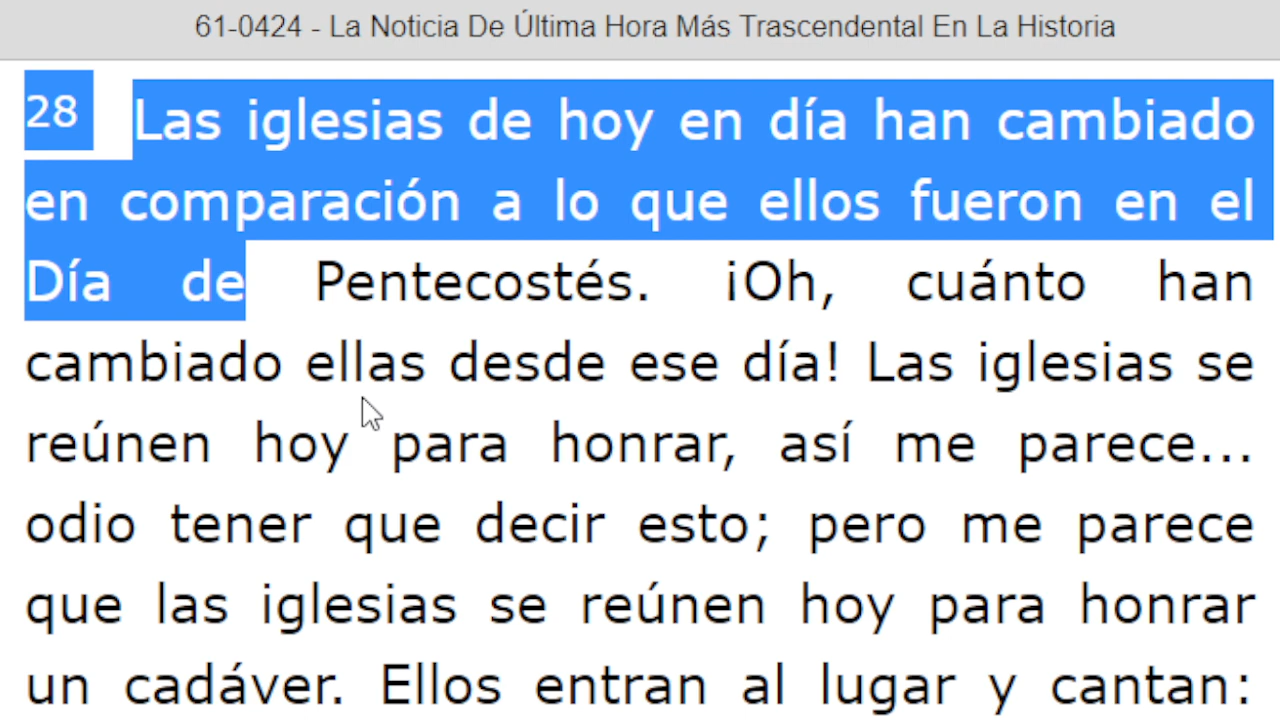 61-0424 - La Noticia De Última Hora Más Trascendental En La Historia
28 Las iglesias de hoy en día han cambiado
en comparación a lo que ellos fueron en el
Día de Pentecostés. ¡Oh, cuánto han
cambiado ellas desde ese día! Las iglesias se
reúnen hoy para honrar, así me parece...
odio tener que decir esto; pero me parece
que las iglesias se reúnen hoy para honrar
un cadáver. Ellos entran al lugar y cantan: